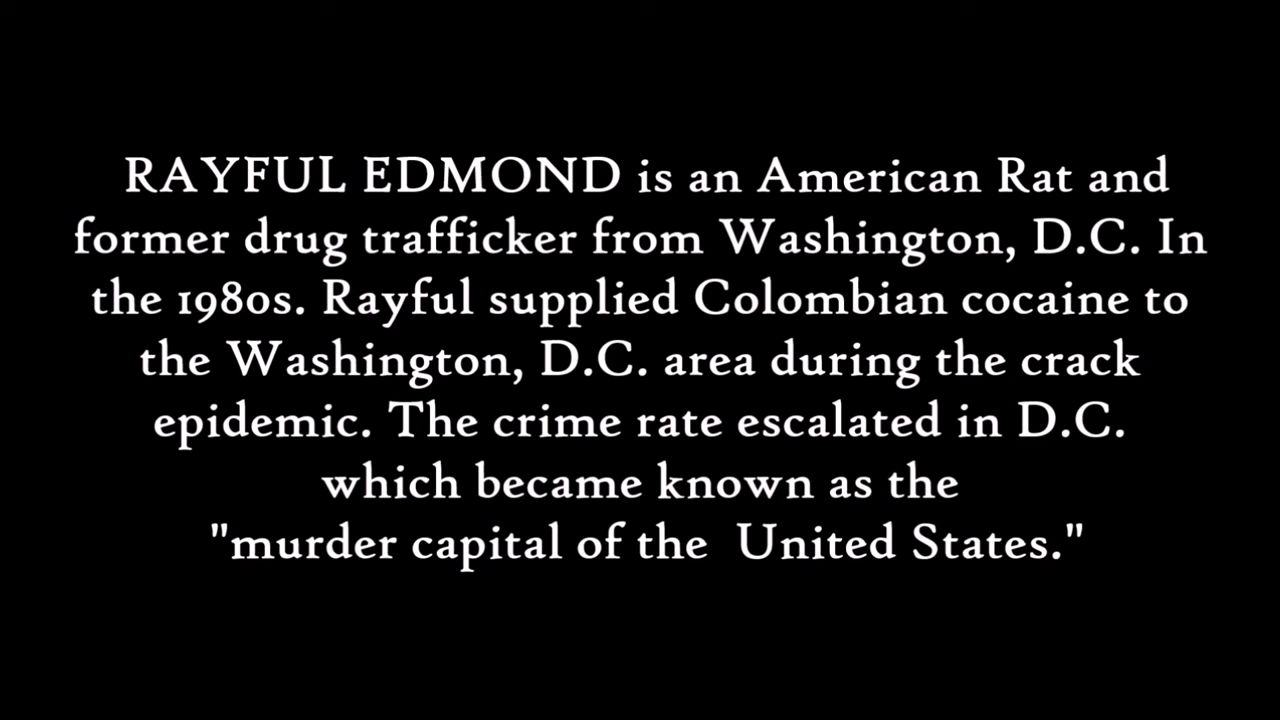 RAYFUL EDMOND is an American Rat and
former drug trafficker from Washington, D.C. In
the 1980s. Rayful supplied Colombian cocaine to
the Washington, D.C. area during the crack
epidemic. The crime rate escalated in D.C.
which became known as the
"murder capital of the  United States."